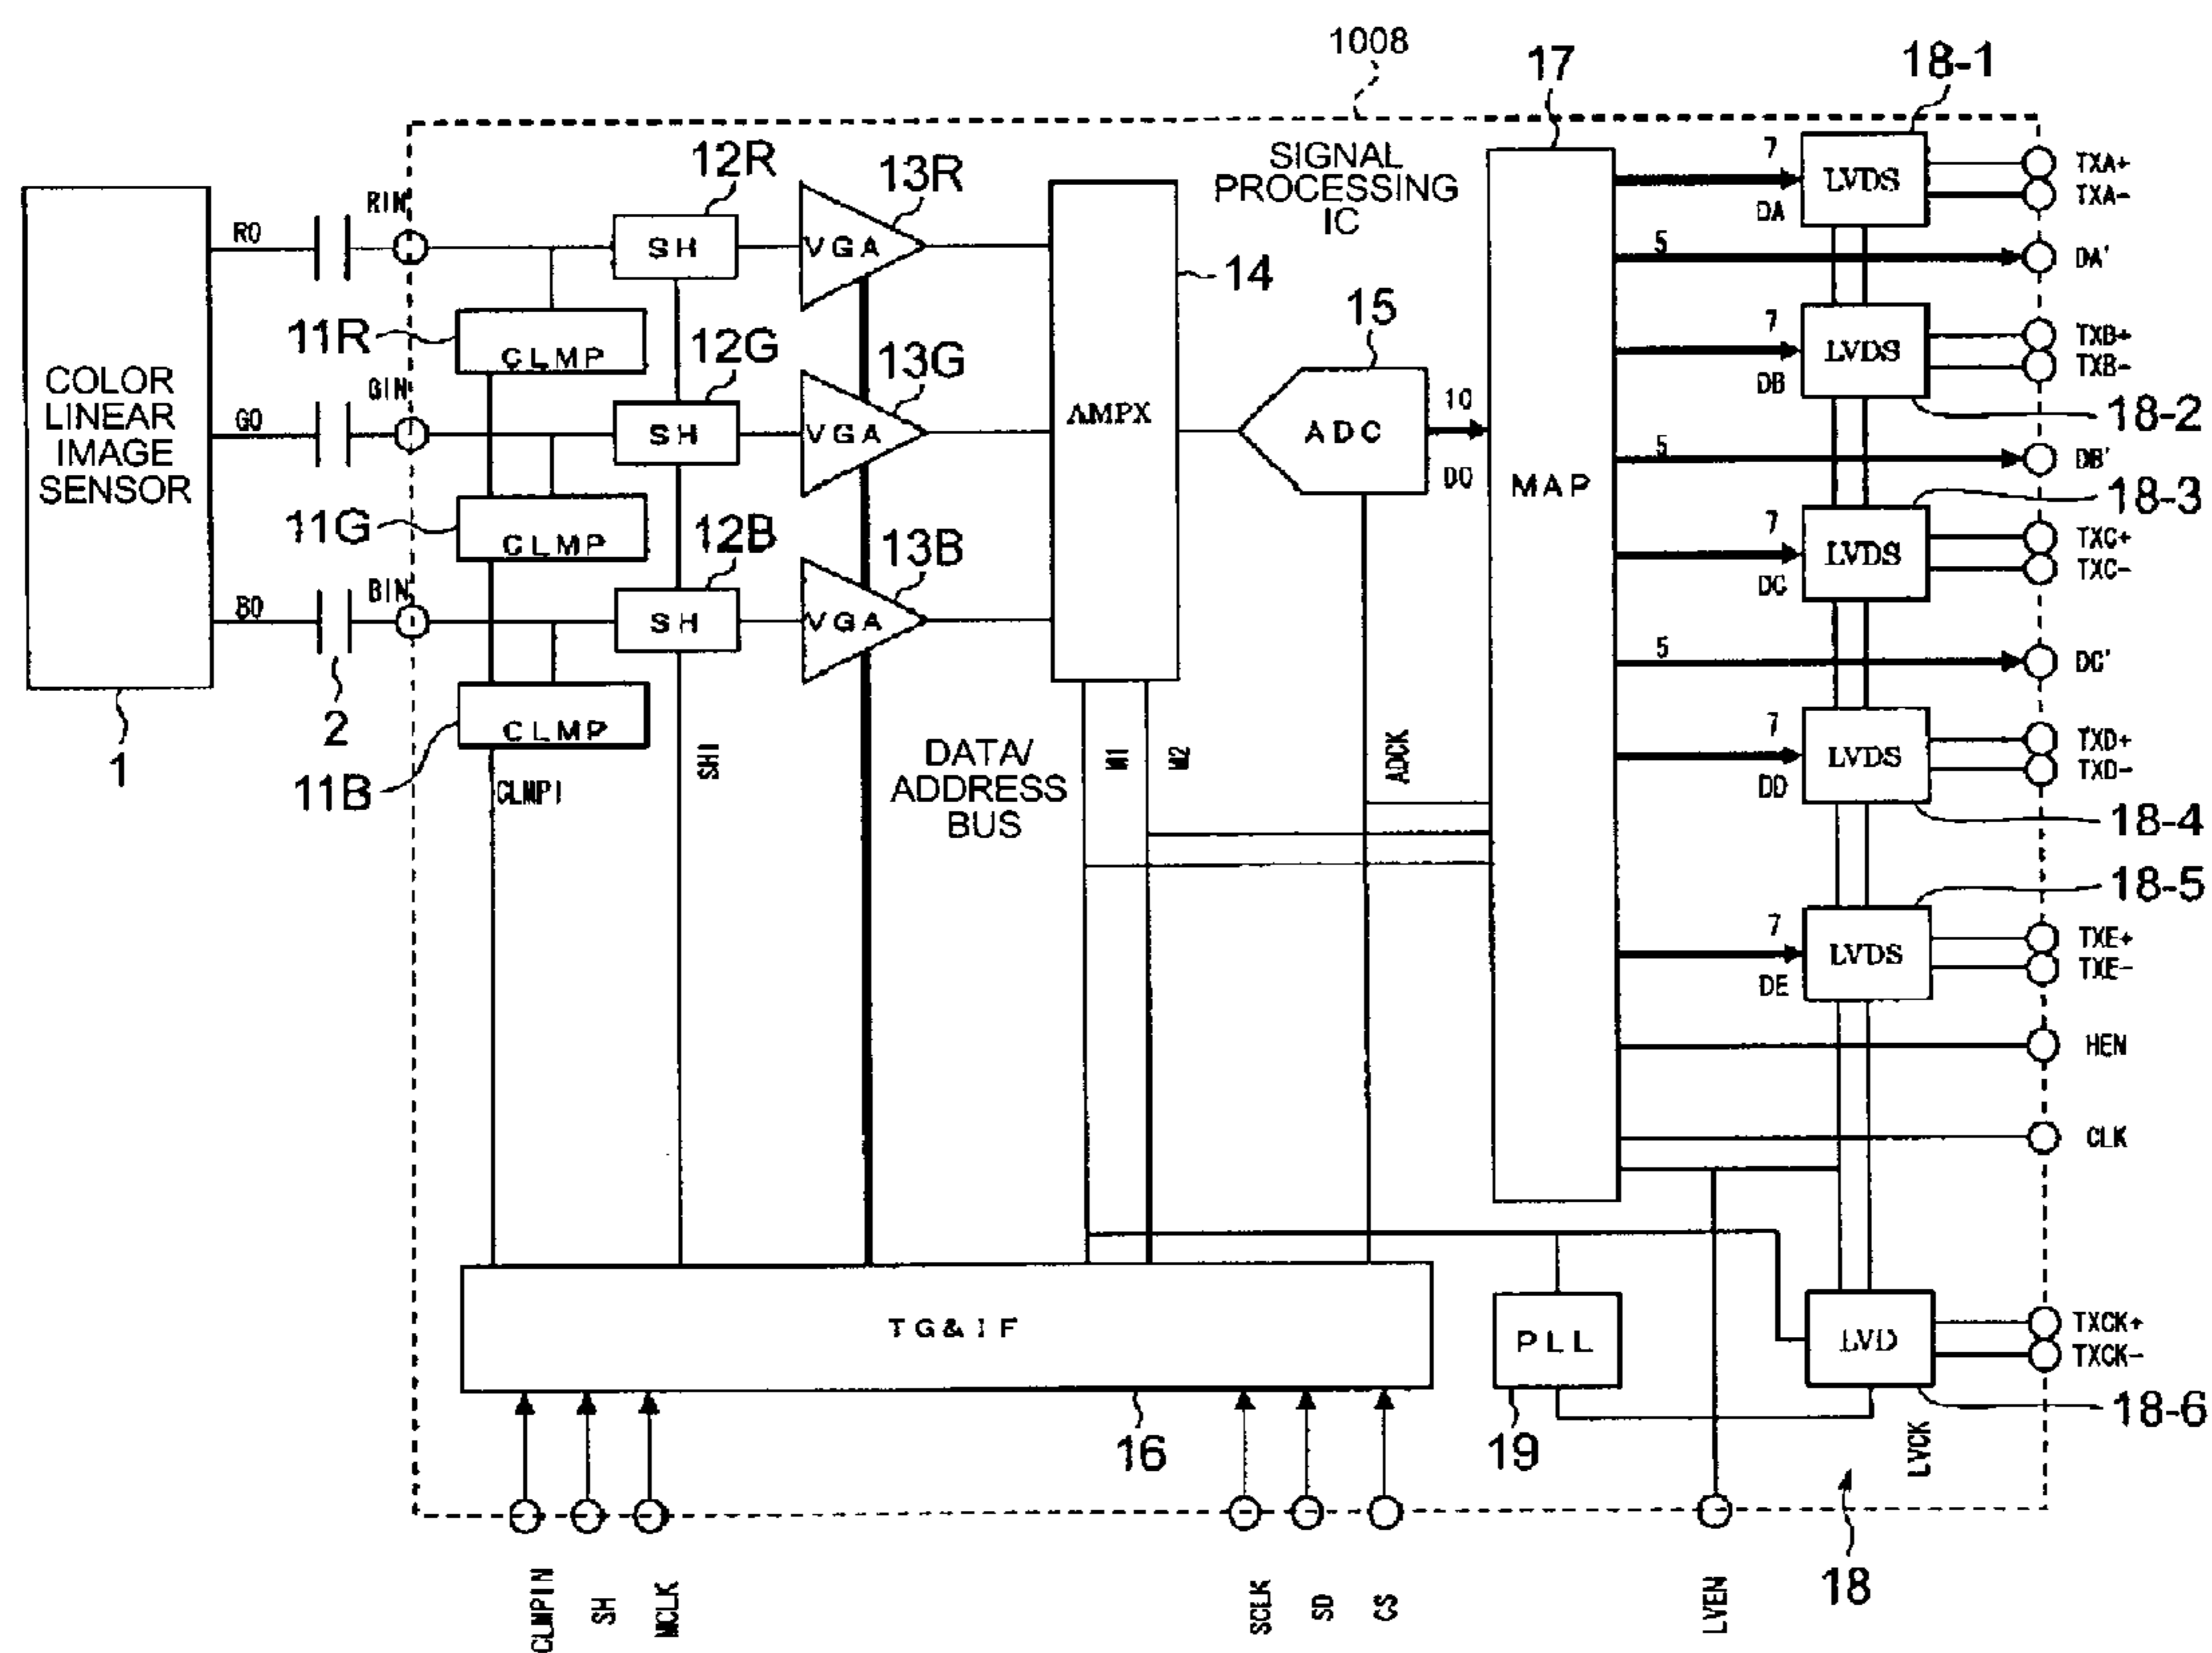 1008
17
18-1
SIGNAL
PROCESSING
IC
12R
13R
7
LVDS
TXA+
TXA-
DA
RIN
R0
SH
VGA
14
5
DA'
11R
CLMP
12G
13G
15
7
LVDS
TXB+
TXB-
DB
18-2
COLOR
LINEAR
IMAGE
SENSOR
GIN
G0
SH
VGA
AMPX
ADC
10
D0
MAP
5
DB'
18-3
11G
CLMP
12B
13B
7
LVDS
TXC+
TXC-
DC
BIN
B0
SH
VGA
5
DC'
1
2
11B
CLMP
CLMPI
SHI
DATA/
ADDRESS
BUS
M1
M2
ADCK
7
LVDS
TXD+
TXD-
DD
18-4
18-5
7
LVDS
TXE+
TXE-
DE
HEN
CLK
TG&IF
PLL
LVD
TXCK+
TXCK-
16
19
LVCK
18-6
18
CLMPIN
SH
MCLK
SCLK
SD
CS
LVEN